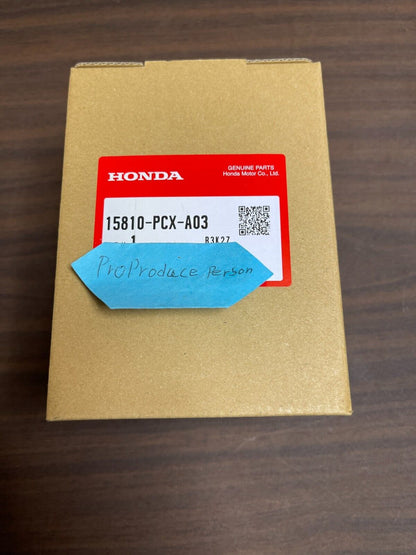 HONDA
GENUINE PARTS
Honda Motor Co., Ltd.
15810-PCX-A03
1
B3K27
ProProduce Person